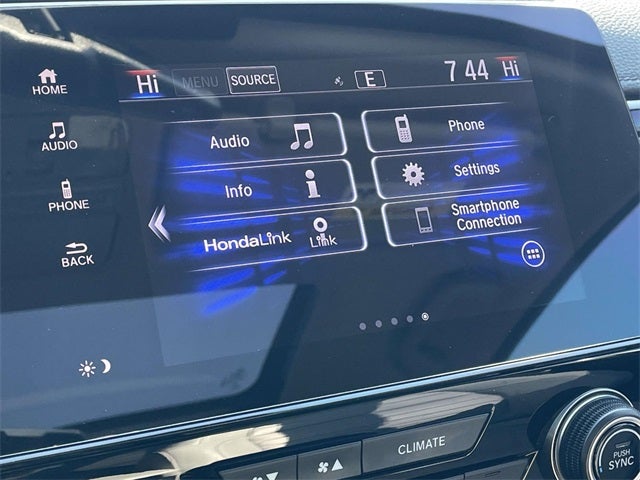 HOME
Hi
MENU
SOURCE
E
7 44
Hi
AUDIO
Audio
Phone
PHONE
Info
Settings
BACK
HondaLink
Link
Smartphone
Connection
CLIMATE
PUSH
SYNC